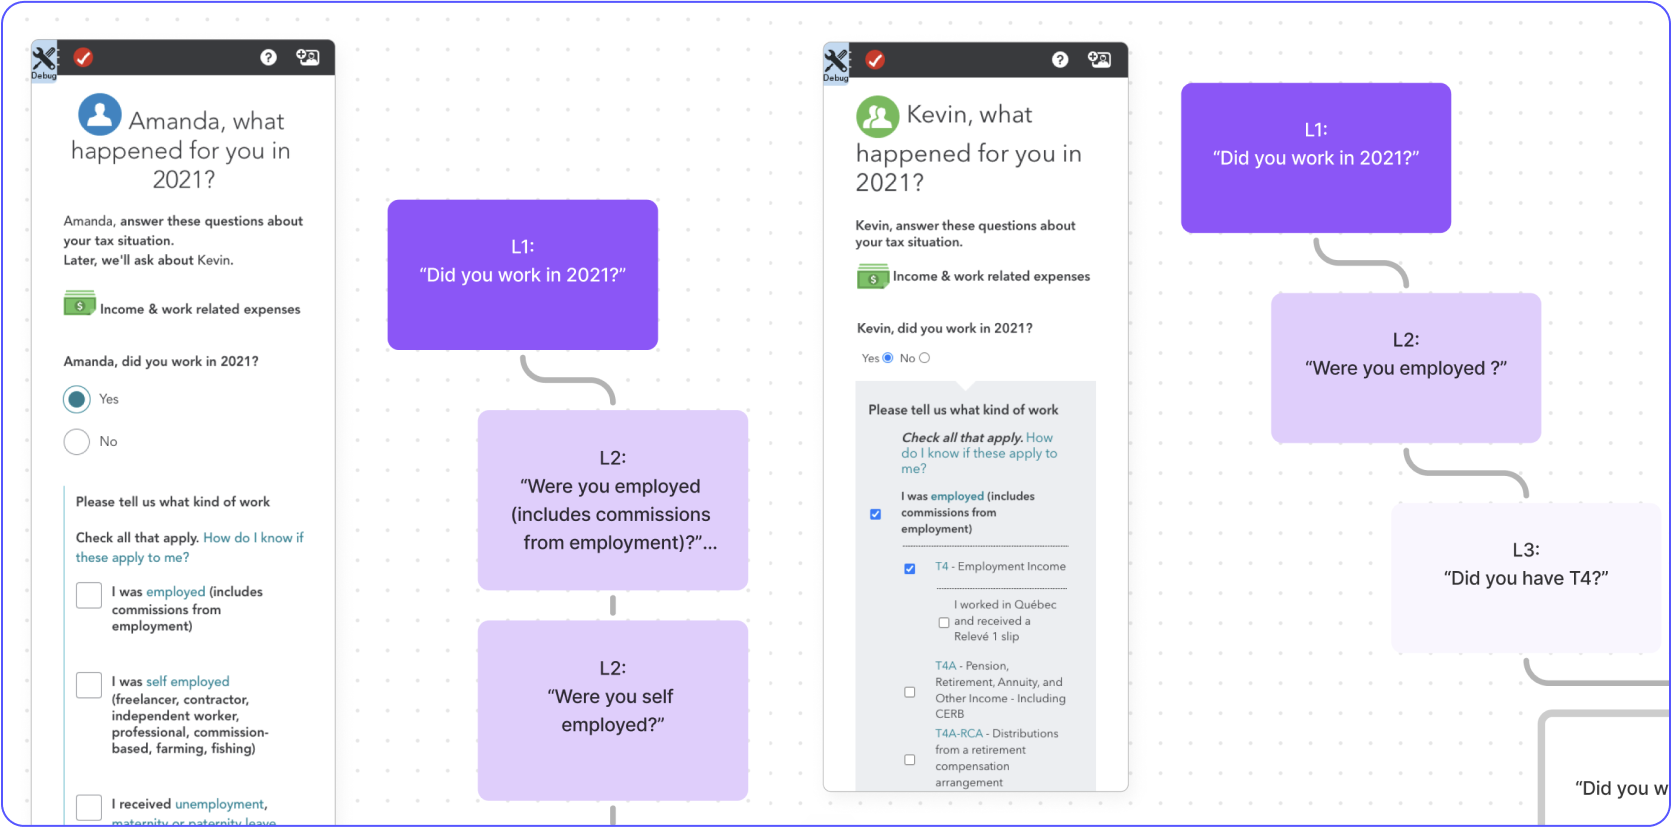 Debug
Amanda, what
happened for you in
2021?
Amanda, answer these questions about
your tax situation.
Later, we'll ask about Kevin.
Income & work related expenses
Amanda, did you work in 2021?
Yes
No
Please tell us what kind of work
Check all that apply. How do I know if
these apply to me?
I was employed (includes
commissions from
employment)
I was self employed
(freelancer, contractor,
independent worker,
professional, commission-
based, farming, fishing)
I received unemployment,
maternity or paternity leave
L1:
“Did you work in 2021?”
L2:
“Were you employed
(includes commissions
from employment)?”...
L2:
“Were you self
employed?”
Debug
Kevin, what
happened for you in
2021?
Kevin, answer these questions about
your tax situation.
Income & work related expenses
Kevin, did you work in 2021?
Yes No
Please tell us what kind of work
Check all that apply. How
do I know if these apply to
me?
I was employed (includes
commissions from
employment)
T4 - Employment Income
I worked in Québec
and received a
Relevé 1 slip
T4A - Pension,
Retirement, Annuity, and
Other Income - Including
CERB
T4A-RCA - Distributions
from a retirement
compensation
arrangement
L1:
“Did you work in 2021?”
L2:
“Were you employed ?”
L3:
“Did you have T4?”
“Did you w